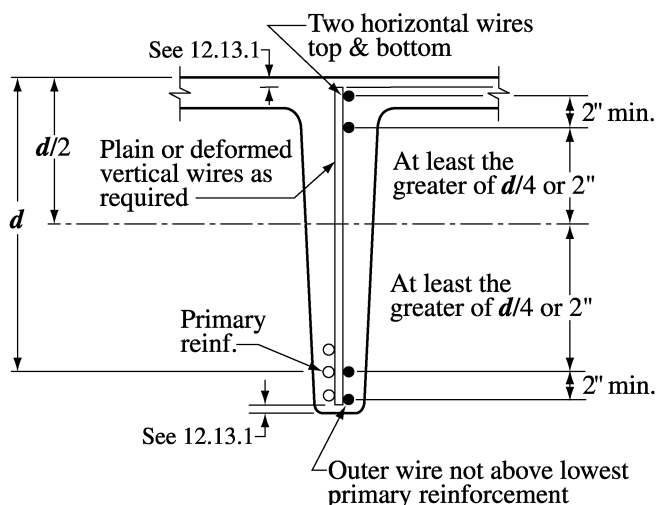 Two horizontal wires
top & bottom
See 12.13.1
2" min.
d/2
Plain or deformed
vertical wires as
required
At least the
greater of d/4 or 2"
d
At least the
greater of d/4 or 2"
Primary
reinf.
2" min.
See 12.13.1
Outer wire not above lowest
primary reinforcement